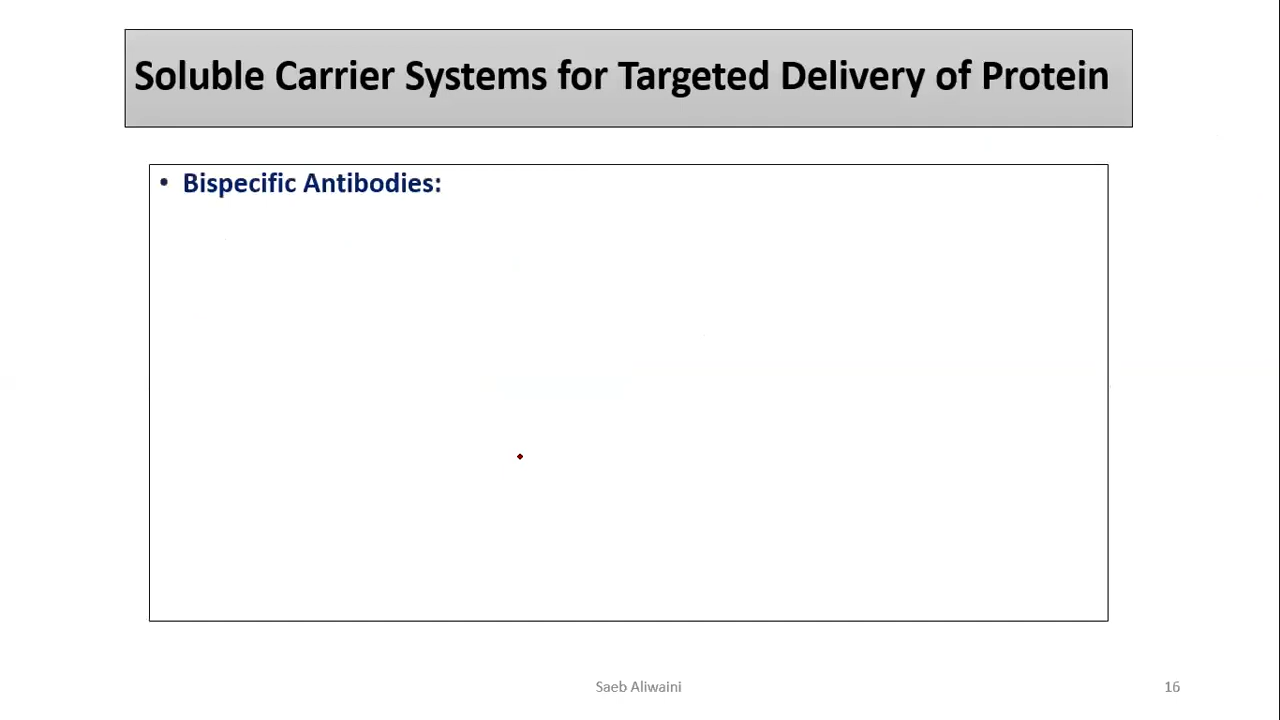 Soluble Carrier Systems for Targeted Delivery of Protein
• Bispecific Antibodies:
Saeb Aliwaini
16